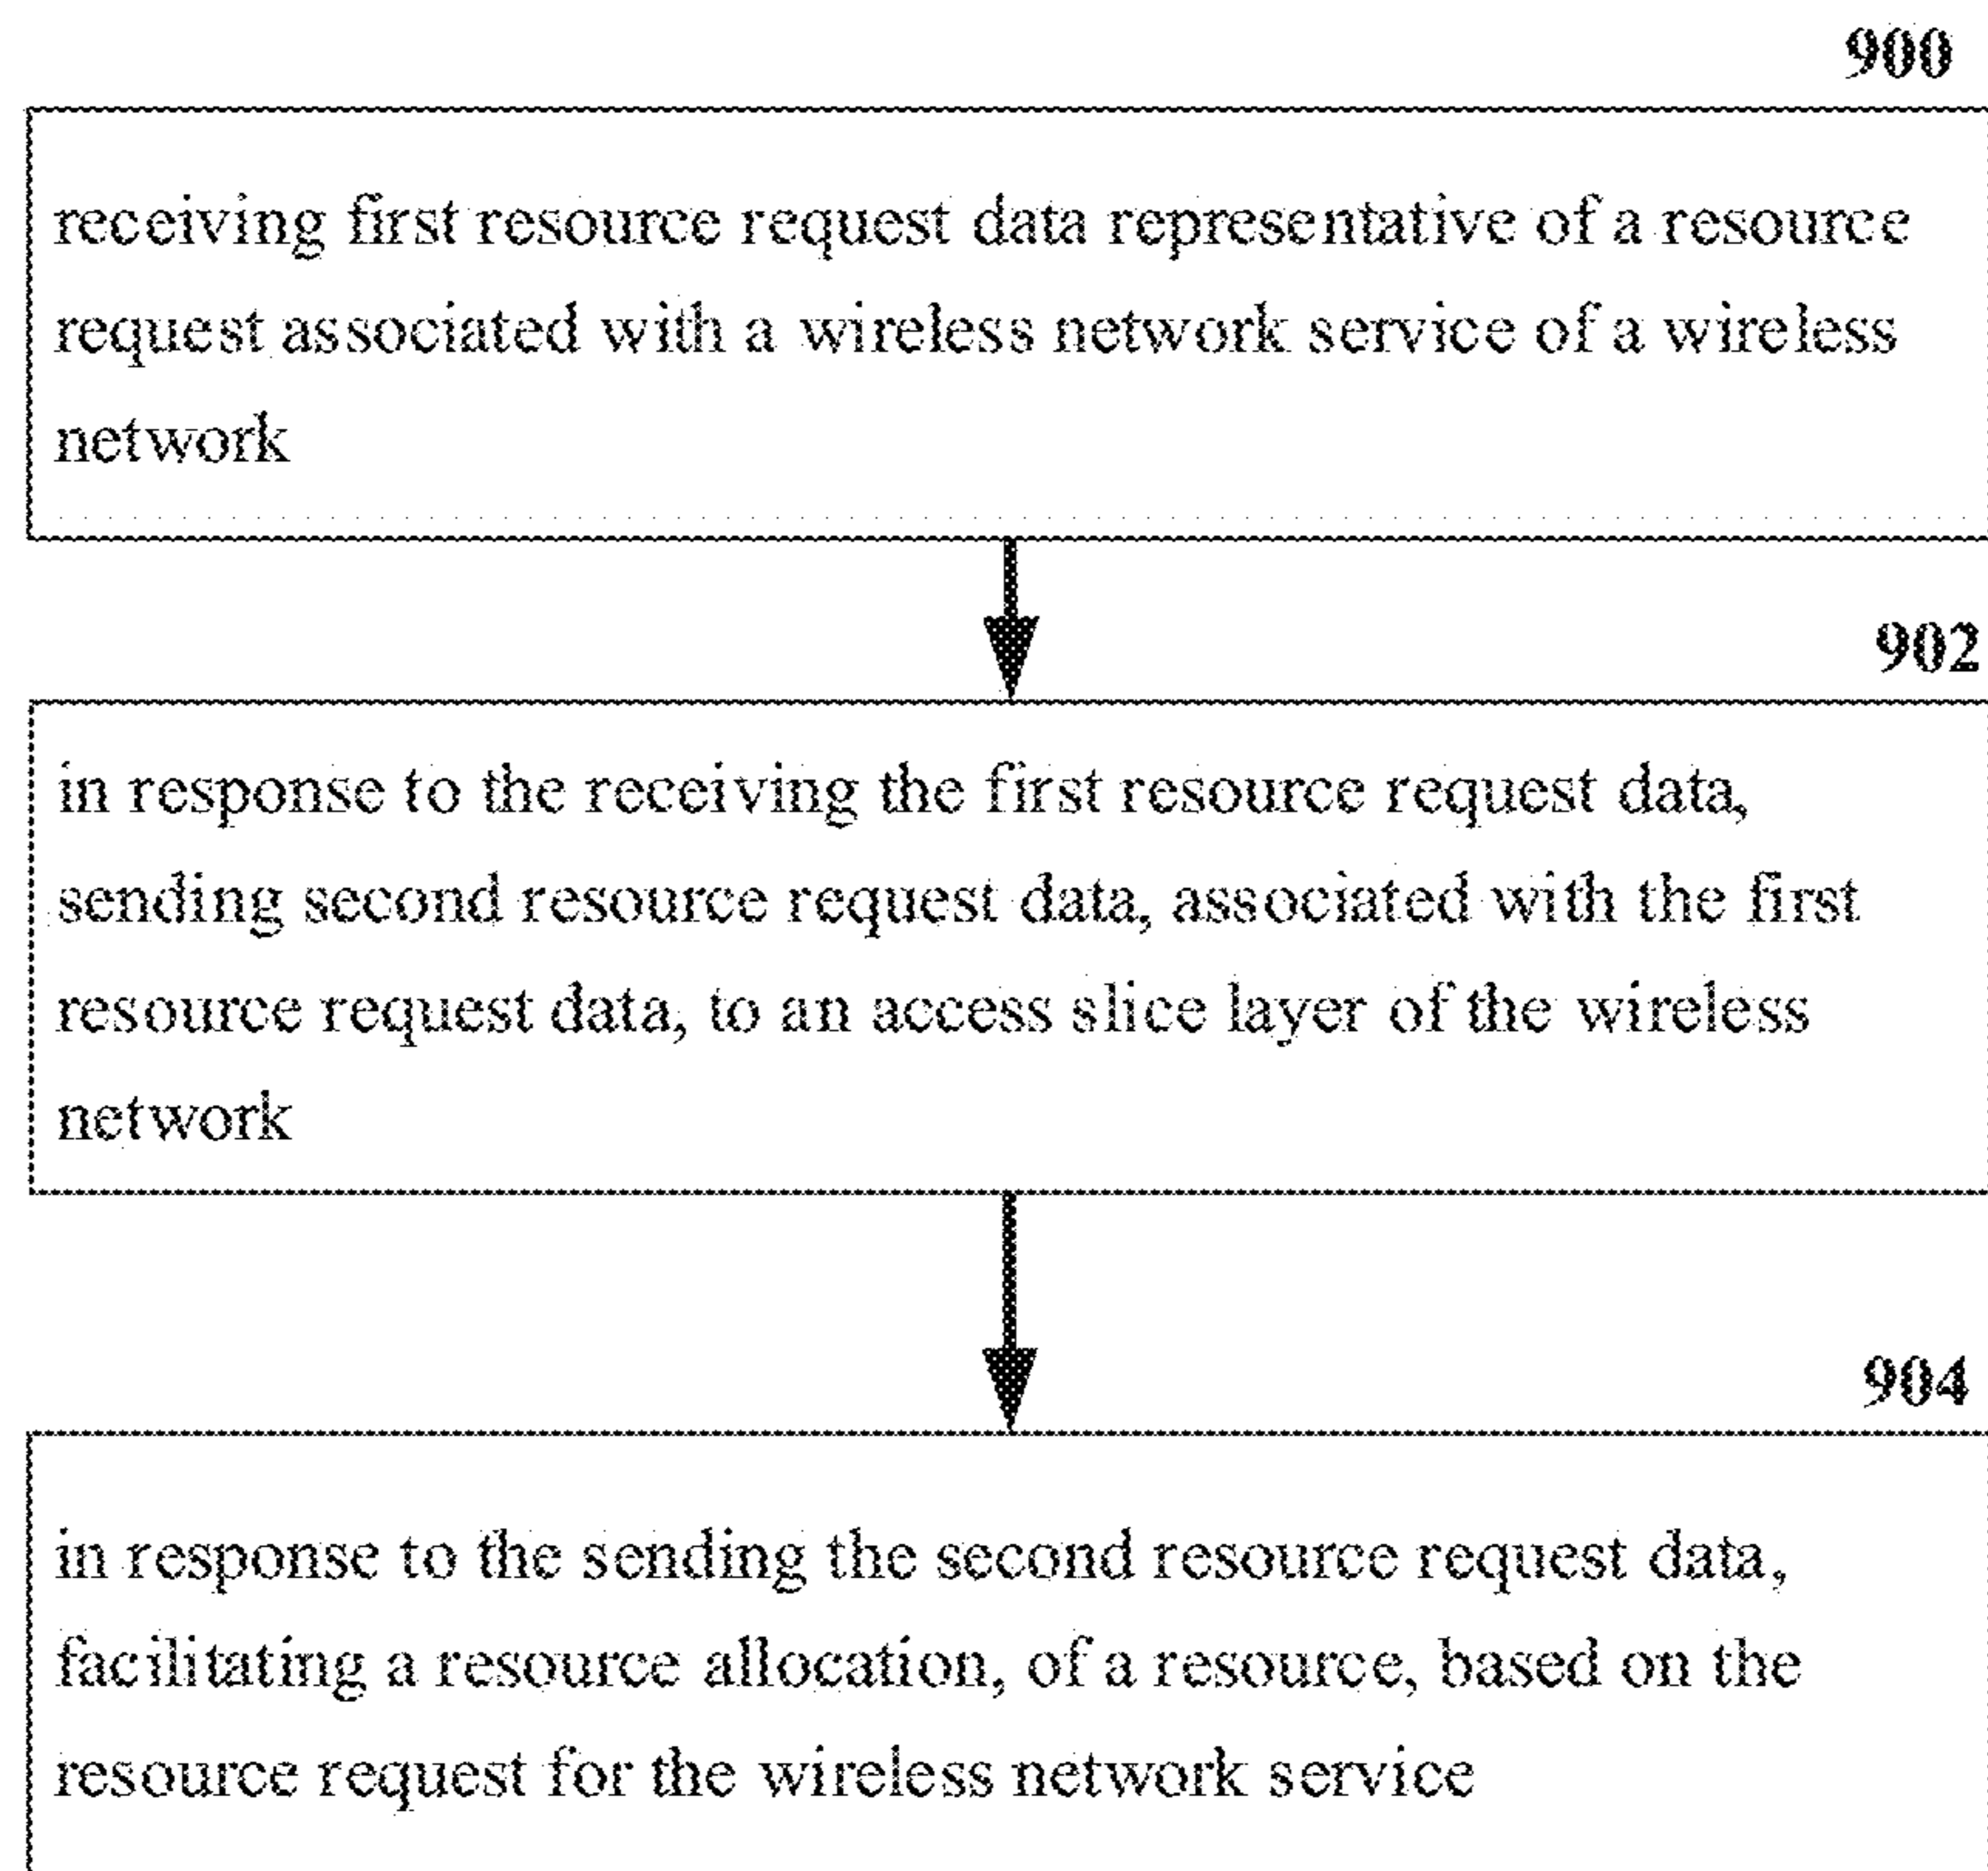 900
receiving first resource request data representative of a resource
request associated with a wireless network service of a wireless
network
902
in response to the receiving the first resource request data,
sending second resource request data, associated with the first
resource request data, to an access slice layer of the wireless
network
904
in response to the sending the second resource request data,
facilitating a resource allocation, of a resource, based on the
resource request for the wireless network service